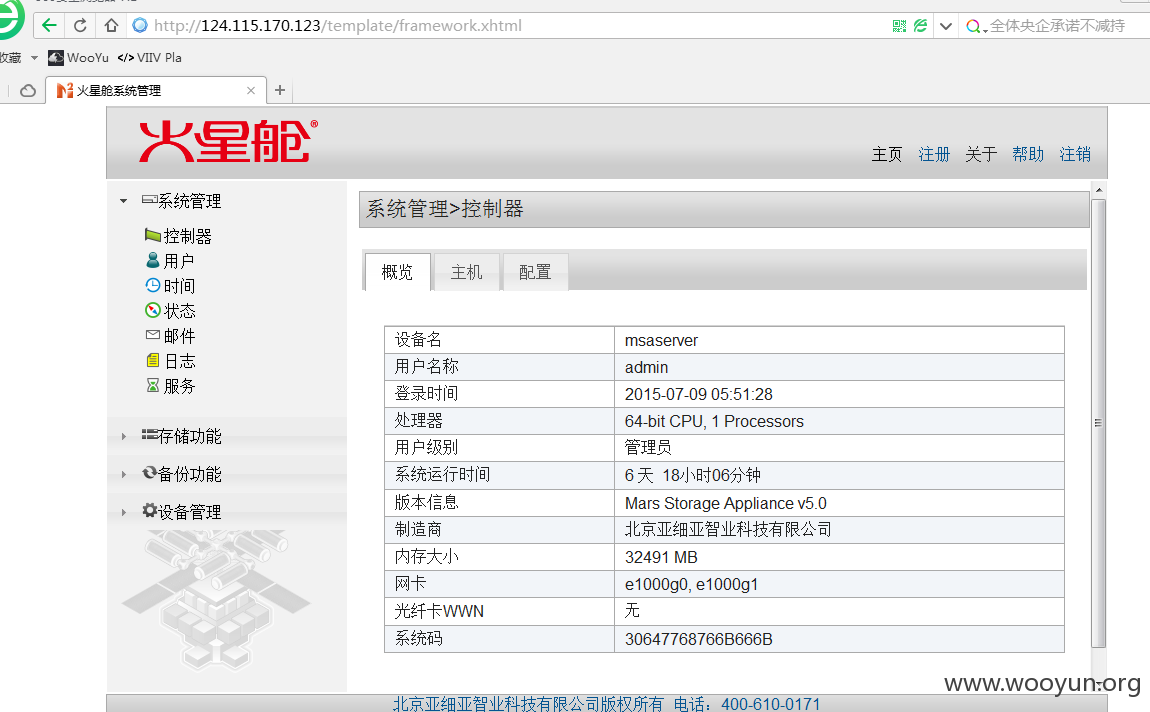 http://124.115.170.123/template/framework.xhtml
全体央企承诺不减持
收藏
WooYu
</> VIIV Pla
火星舱系统管理
火星舱®
主页 注册 关于 帮助 注销
系统管理
控制器
用户
时间
状态
邮件
日志
服务
存储功能
备份功能
设备管理
系统管理>控制器
概览 主机 配置
设备名 msaserver
用户名称 admin
登录时间 2015-07-09 05:51:28
处理器 64-bit CPU, 1 Processors
用户级别 管理员
系统运行时间 6 天 18小时06分钟
版本信息 Mars Storage Appliance v5.0
制造商 北京亚细亚智业科技有限公司
内存大小 32491 MB
网卡 e1000g0, e1000g1
光纤卡WWN 无
系统码 30647768766B666B
www.wooyun.org
北京亚细亚智业科技有限公司版权所有 电话：400-610-0171